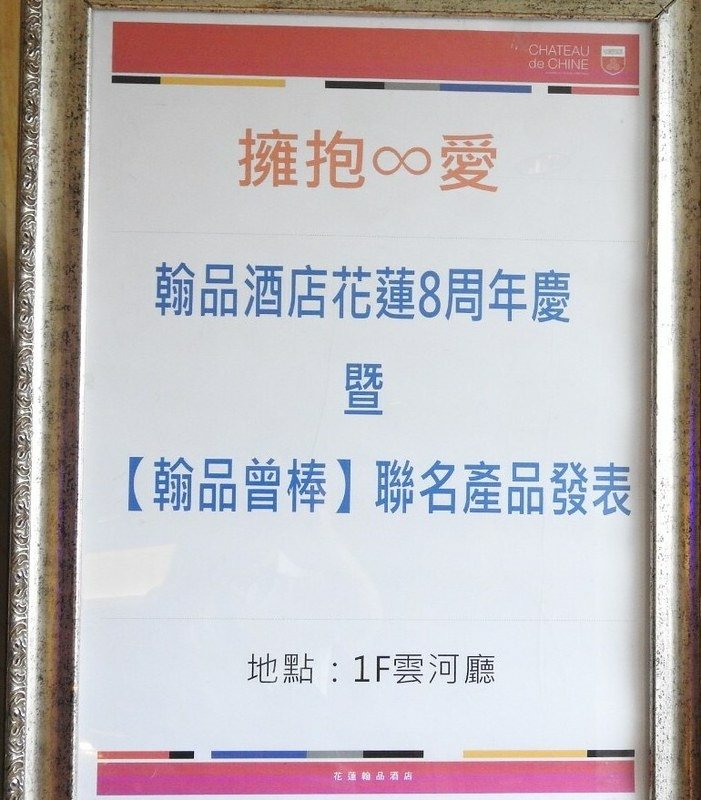 CHATEAU
de CHINE
擁抱∞愛
翰品酒店花蓮8周年慶
暨
【翰品曾棒】聯名產品發表
地點：1F雲河廳
花蓮翰品酒店